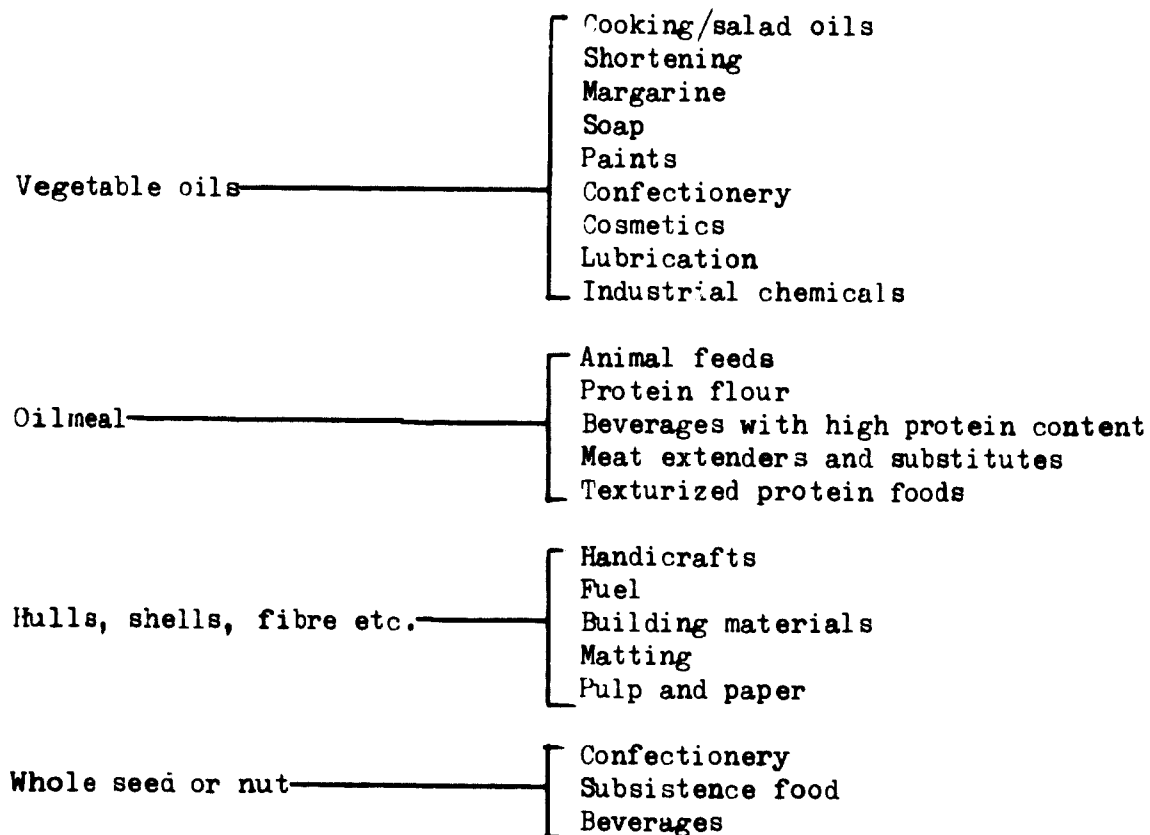 Cooking/salad oils
Shortening
Margarine
Soap
Paints
Vegetable oils
Confectionery
Cosmetics
Lubrication
Industrial chemicals
Animal feeds
Protein flour
Oilmeal
Beverages with high protein content
Meat extenders and substitutes
Texturized protein foods
Handicrafts
Fuel
Hulls, shells, fibre etc.
Building materials
Matting
Pulp and paper
Confectionery
Whole seed or nut
Subsistence food
Beverages